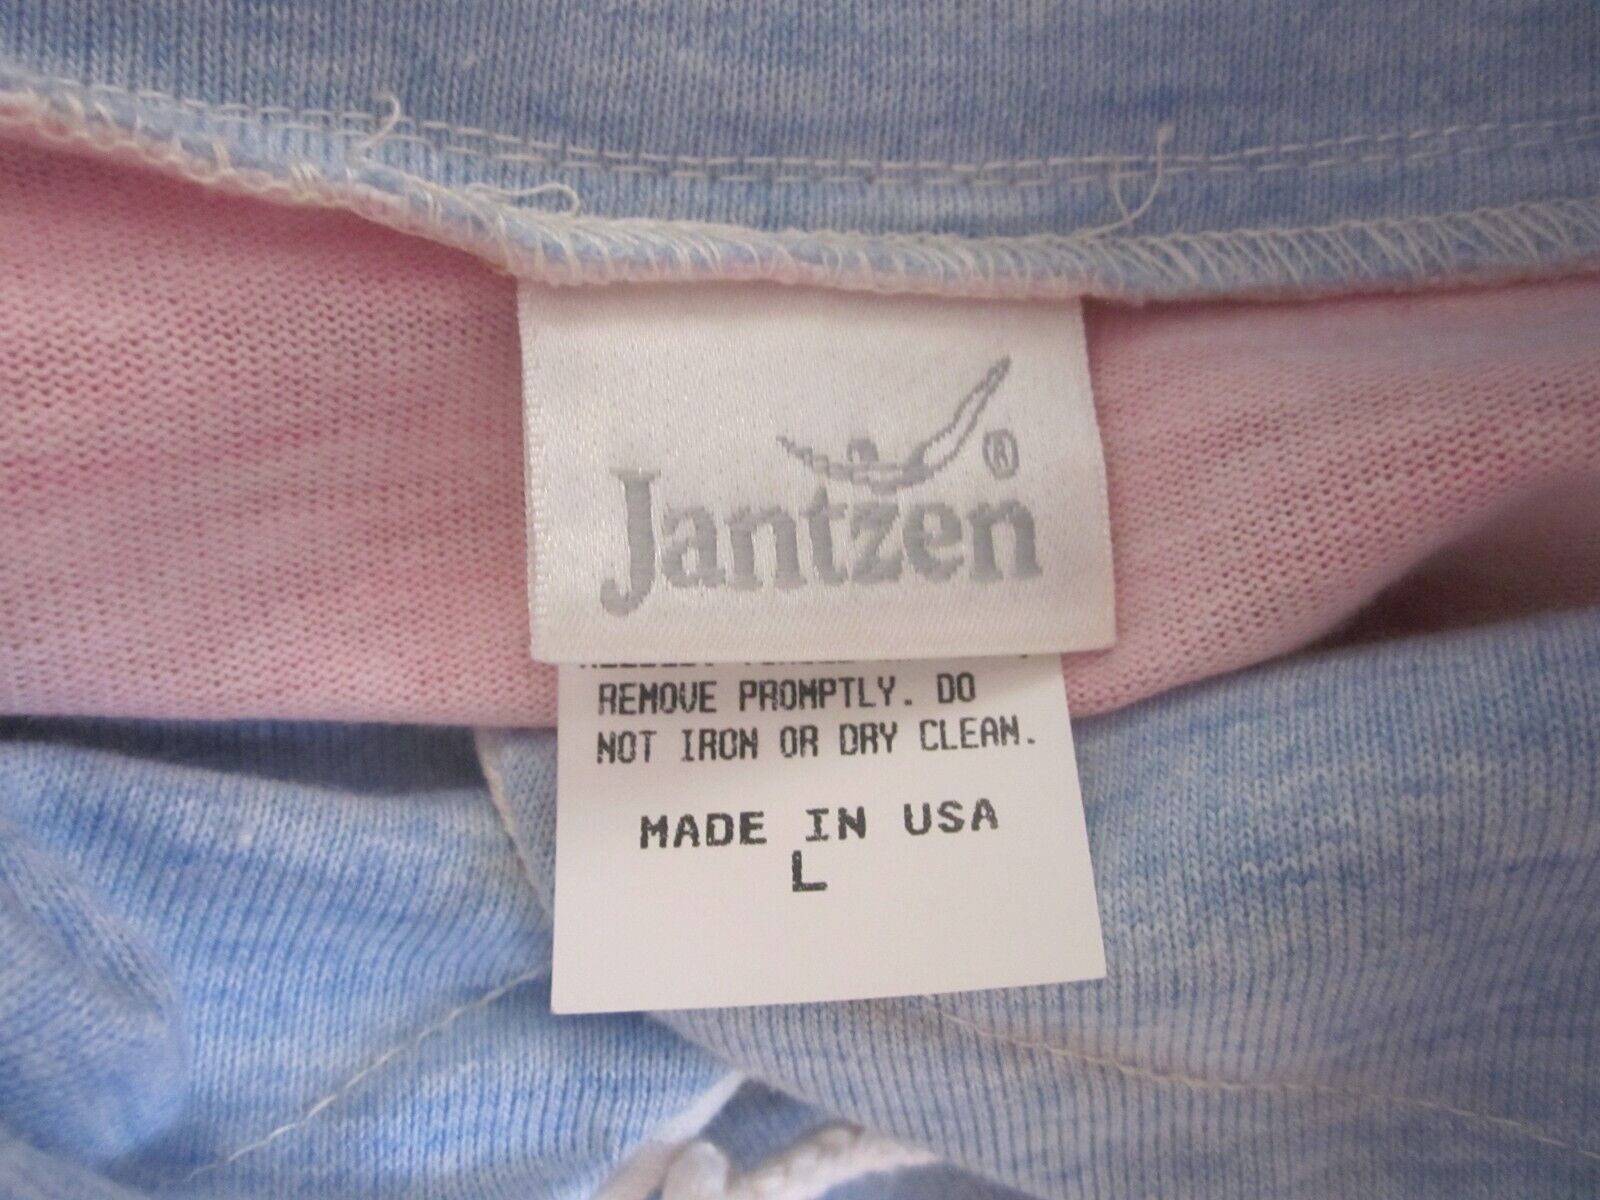 Jantzen®
REMOVE PROMPTLY. DO
NOT IRON OR DRY CLEAN.
MADE IN USA
L